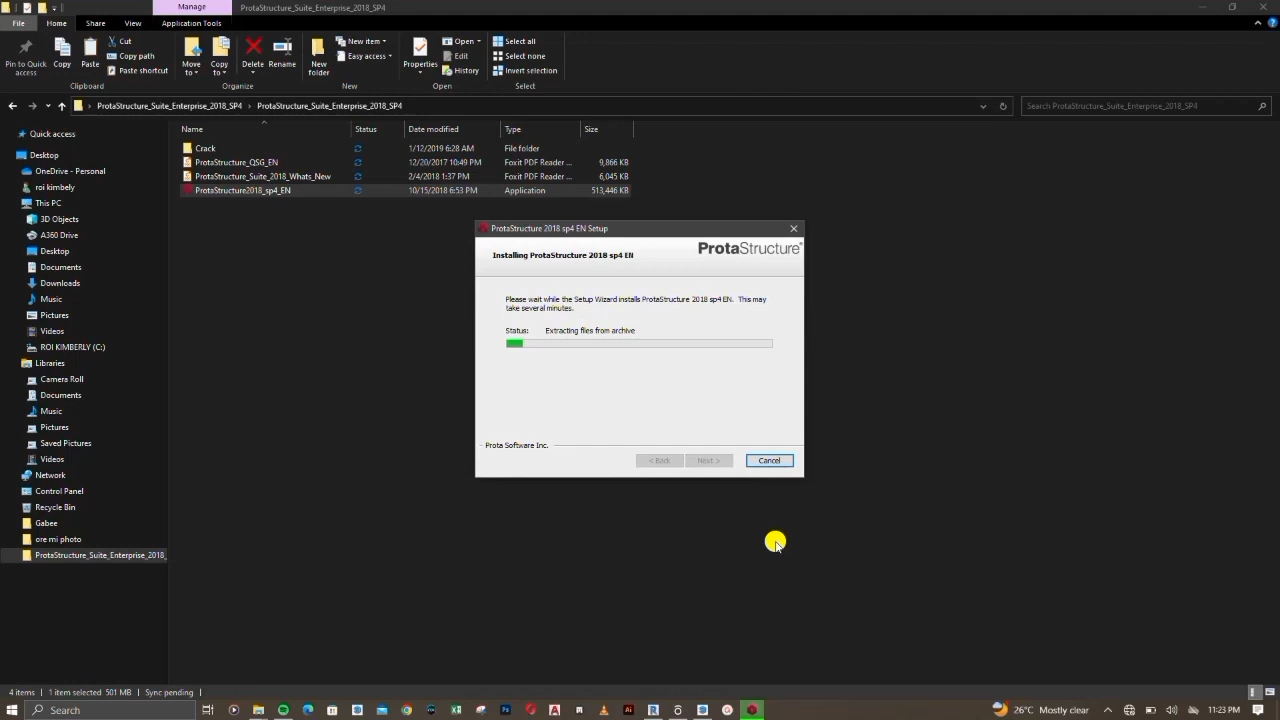 Manage
ProtaStructure_Suite_Enterprise_2018_SP4
File
Home
Share
View
Application Tools
Pin to Quick access
Copy
Paste
Cut
Copy path
Paste shortcut
Clipboard
Move to
Copy to
Delete
Rename
Organize
New folder
New item
Easy access
New
Properties
Open
Edit
History
Open
Select all
Select none
Invert selection
Select
ProtaStructure_Suite_Enterprise_2018_SP4 > ProtaStructure_Suite_Enterprise_2018_SP4
Search ProtaStructure_Suite_Enterprise_2018_SP4
Name Status Date modified Type Size
Crack 1/12/2019 6:28 AM File folder
ProtaStructure_QSG_EN 12/20/2017 10:49 PM Foxit PDF Reader ... 9,866 KB
ProtaStructure_Suite_2018_Whats_New 2/4/2018 1:37 PM Foxit PDF Reader ... 6,045 KB
ProtaStructure2018_sp4_EN 10/15/2018 6:53 PM Application 513,446 KB
Quick access
Desktop
OneDrive - Personal
roi kimbely
This PC
3D Objects
A360 Drive
Desktop
Documents
Downloads
Music
Pictures
Videos
ROI KIMBERLY (C:)
Libraries
Camera Roll
Documents
Music
Pictures
Saved Pictures
Videos
Network
Control Panel
Recycle Bin
Gabee
ore mi photo
ProtaStructure_Suite_Enterprise_2018_
ProtaStructure 2018 sp4 EN Setup
ProtaStructure®
Installing ProtaStructure 2018 sp4 EN
Please wait while the Setup Wizard installs ProtaStructure 2018 sp4 EN. This may
take several minutes.
Status: Extracting files from archive
Prota Software Inc.
< Back
Next >
Cancel
4 items
1 item selected 501 MB
Sync pending
Search
26°C Mostly clear
11:23 PM